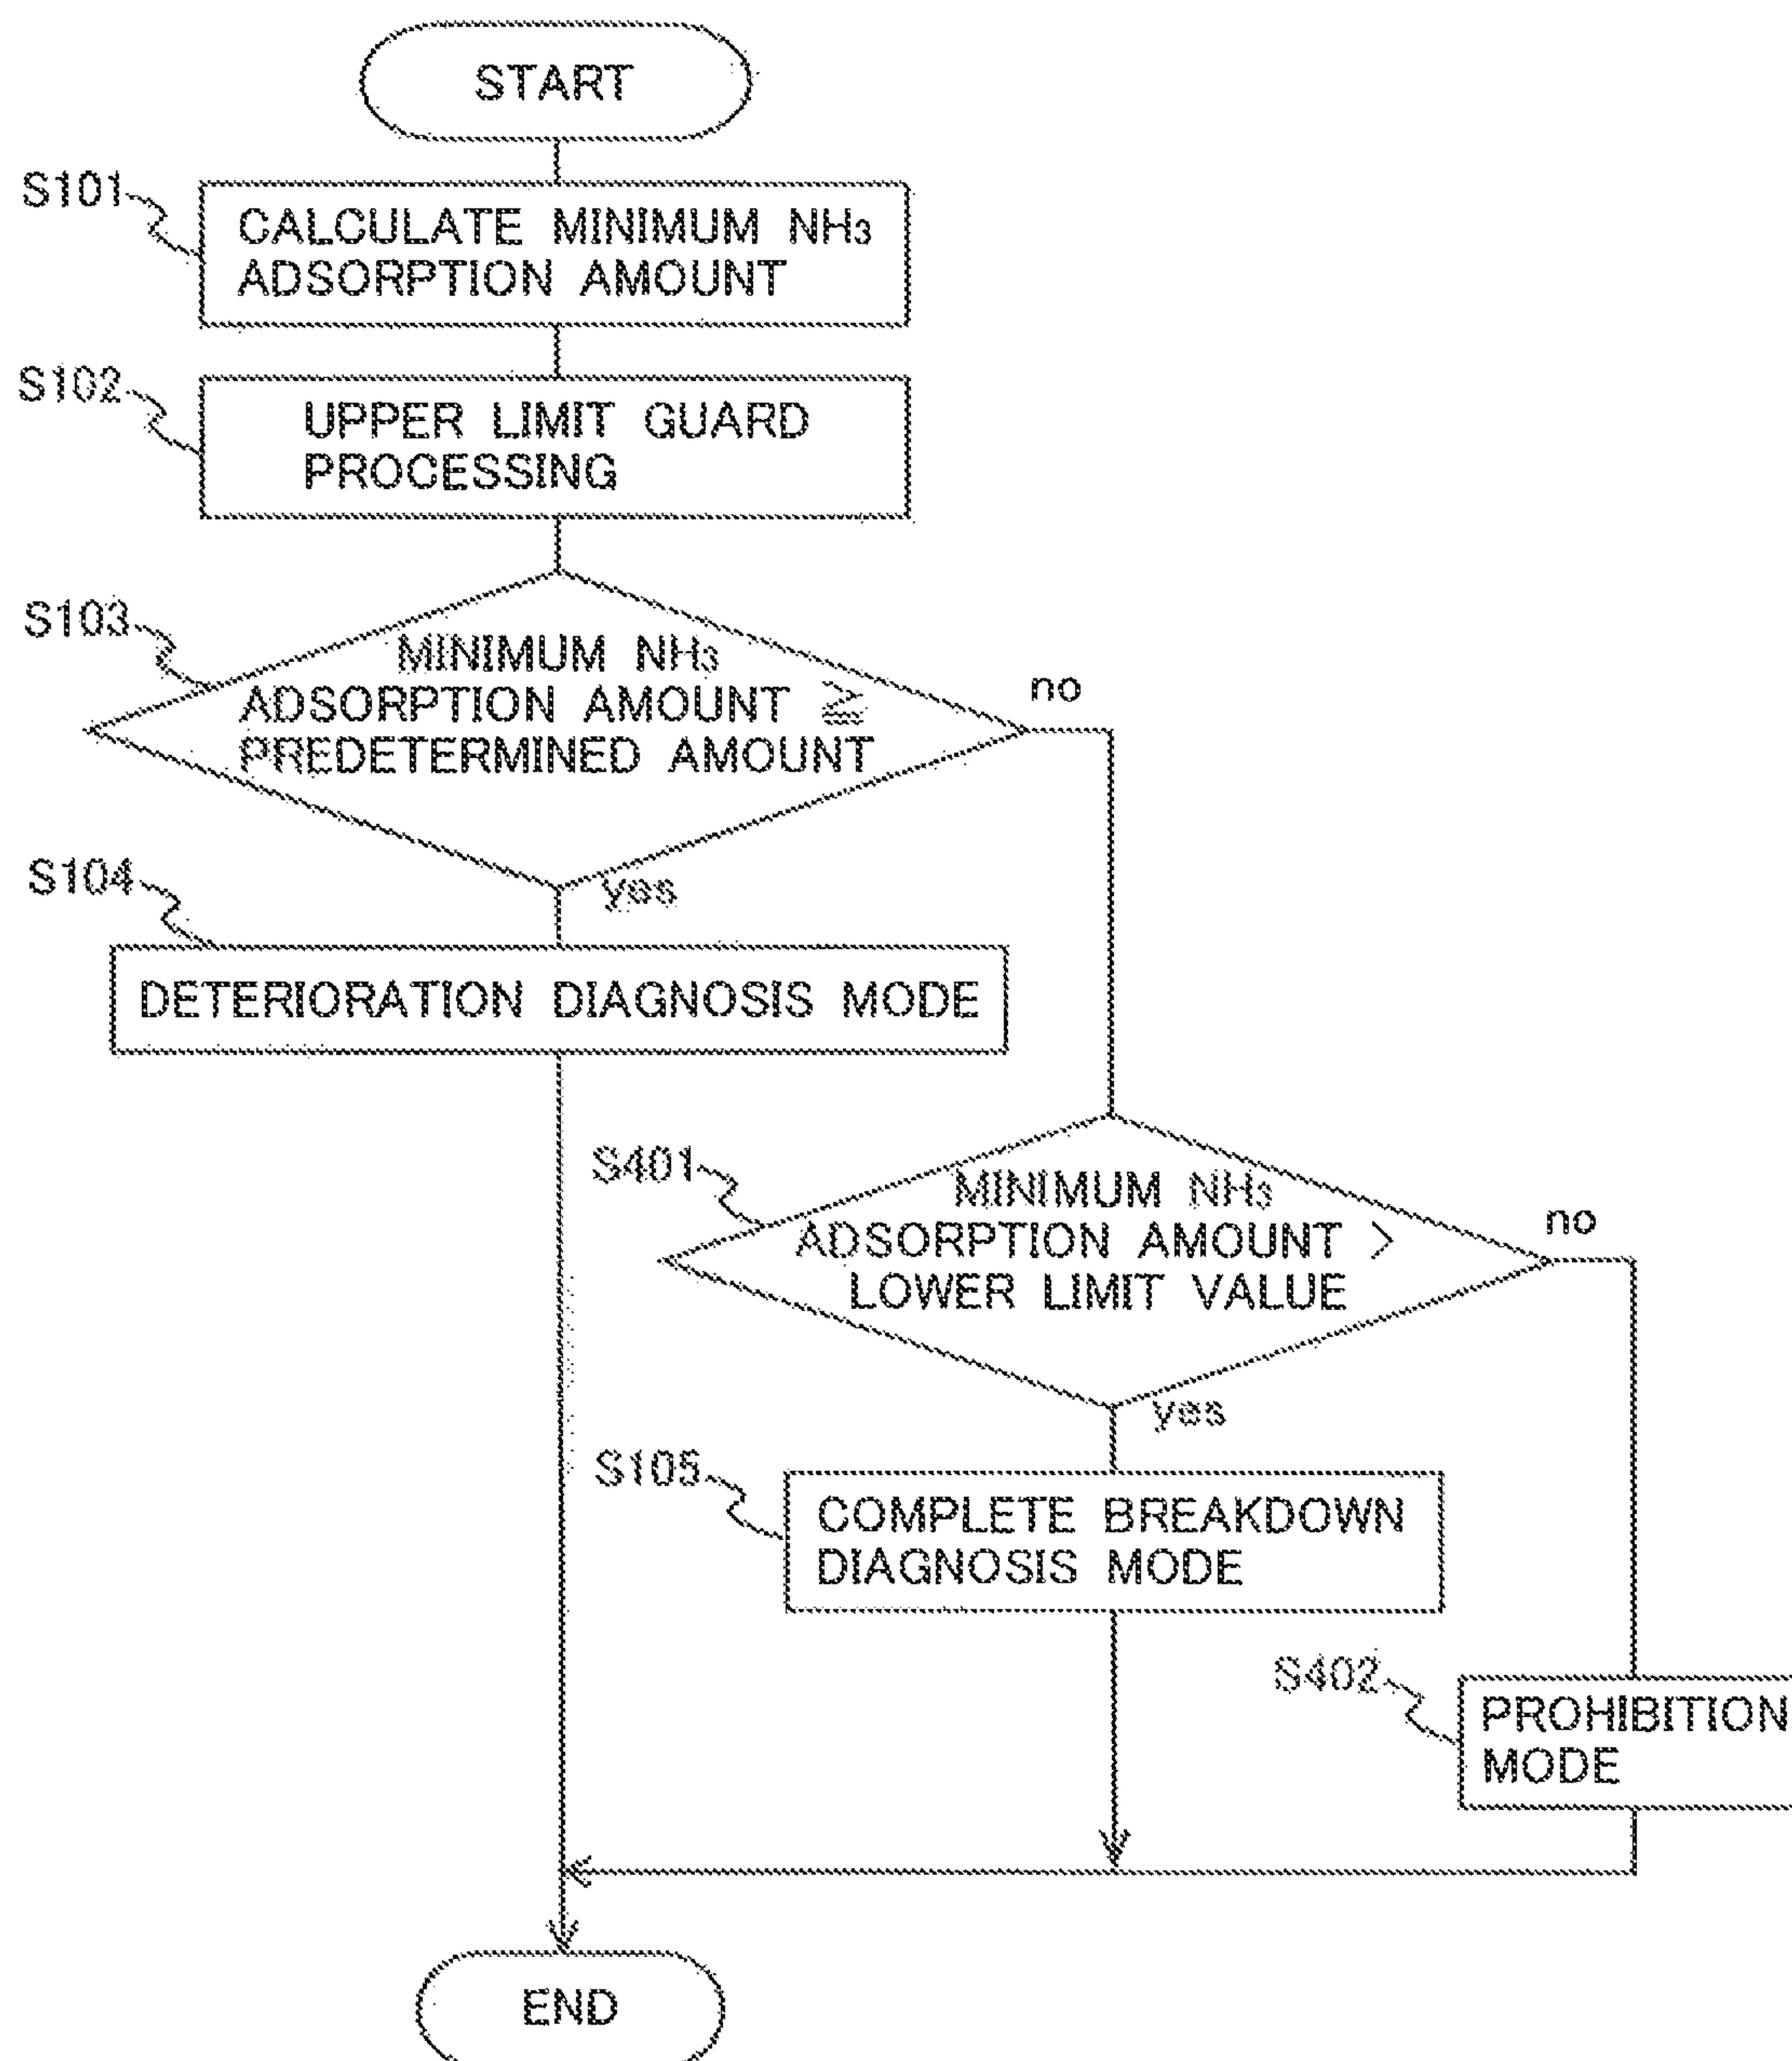 START
S101
CALCULATE MINIMUM NH₃
ADSORPTION AMOUNT
S102
UPPER LIMIT GUARD
PROCESSING
S103
MINIMUM NH₃
ADSORPTION AMOUNT ≧
PREDETERMINED AMOUNT
no
yes
S104
DETERIORATION DIAGNOSIS MODE
S401
MINIMUM NH₃
ADSORPTION AMOUNT >
LOWER LIMIT VALUE
no
yes
S105
COMPLETE BREAKDOWN
DIAGNOSIS MODE
S402
PROHIBITION
MODE
END